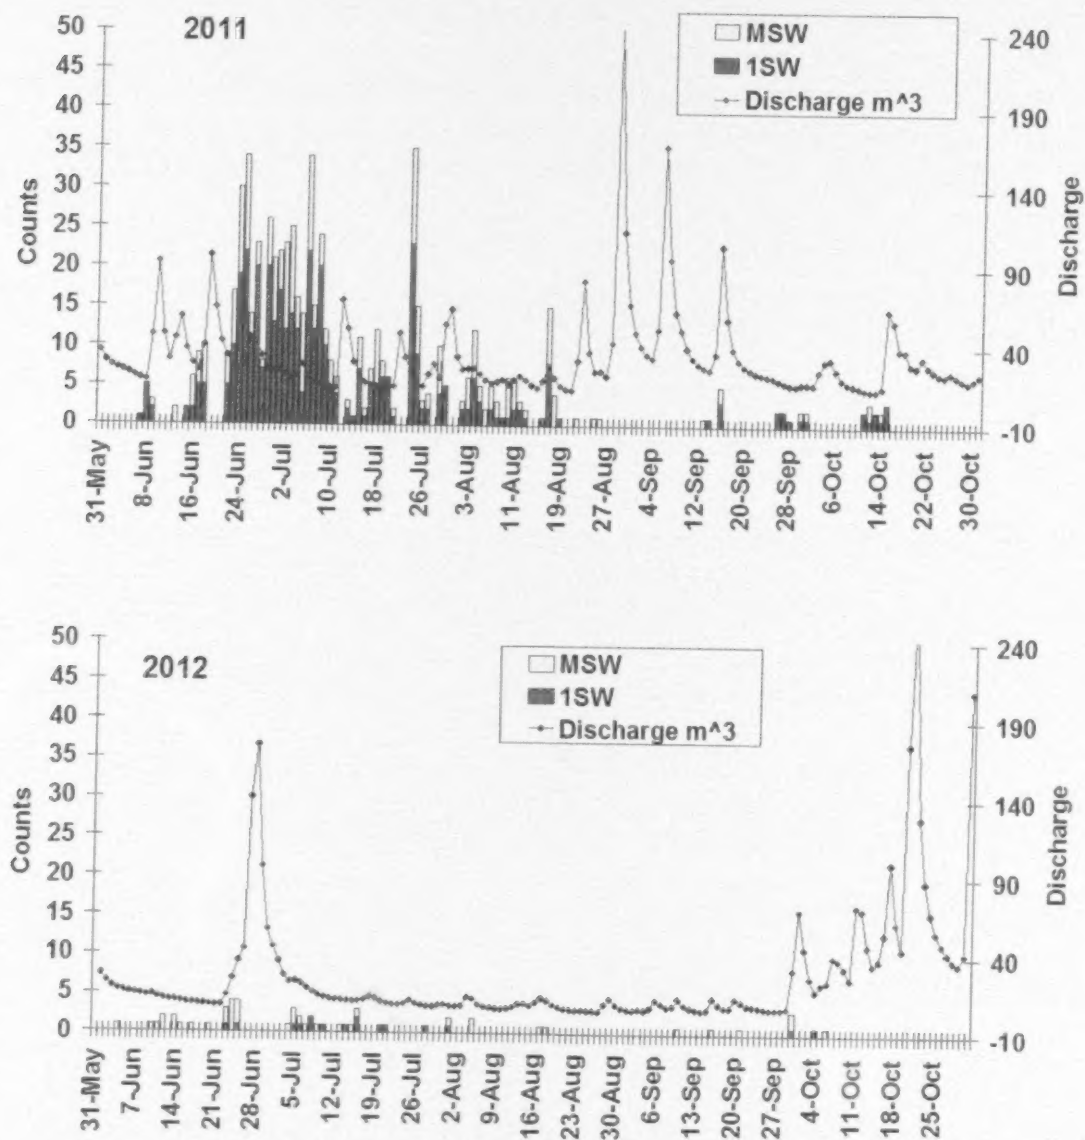 2011
MSW
1SW
Discharge m^3
50
45
40
35
30
25
20
15
10
5
0
Counts
240
190
140
90
40
-10
Discharge
31-May
8-Jun
16-Jun
24-Jun
2-Jul
10-Jul
18-Jul
26-Jul
3-Aug
11-Aug
19-Aug
27-Aug
4-Sep
12-Sep
20-Sep
28-Sep
6-Oct
14-Oct
22-Oct
30-Oct
2012
MSW
1SW
Discharge m^3
50
45
40
35
30
25
20
15
10
5
0
Counts
240
190
140
90
40
-10
Discharge
31-May
7-Jun
14-Jun
21-Jun
28-Jun
5-Jul
12-Jul
19-Jul
26-Jul
2-Aug
9-Aug
16-Aug
23-Aug
30-Aug
6-Sep
13-Sep
20-Sep
27-Sep
4-Oct
11-Oct
18-Oct
25-Oct